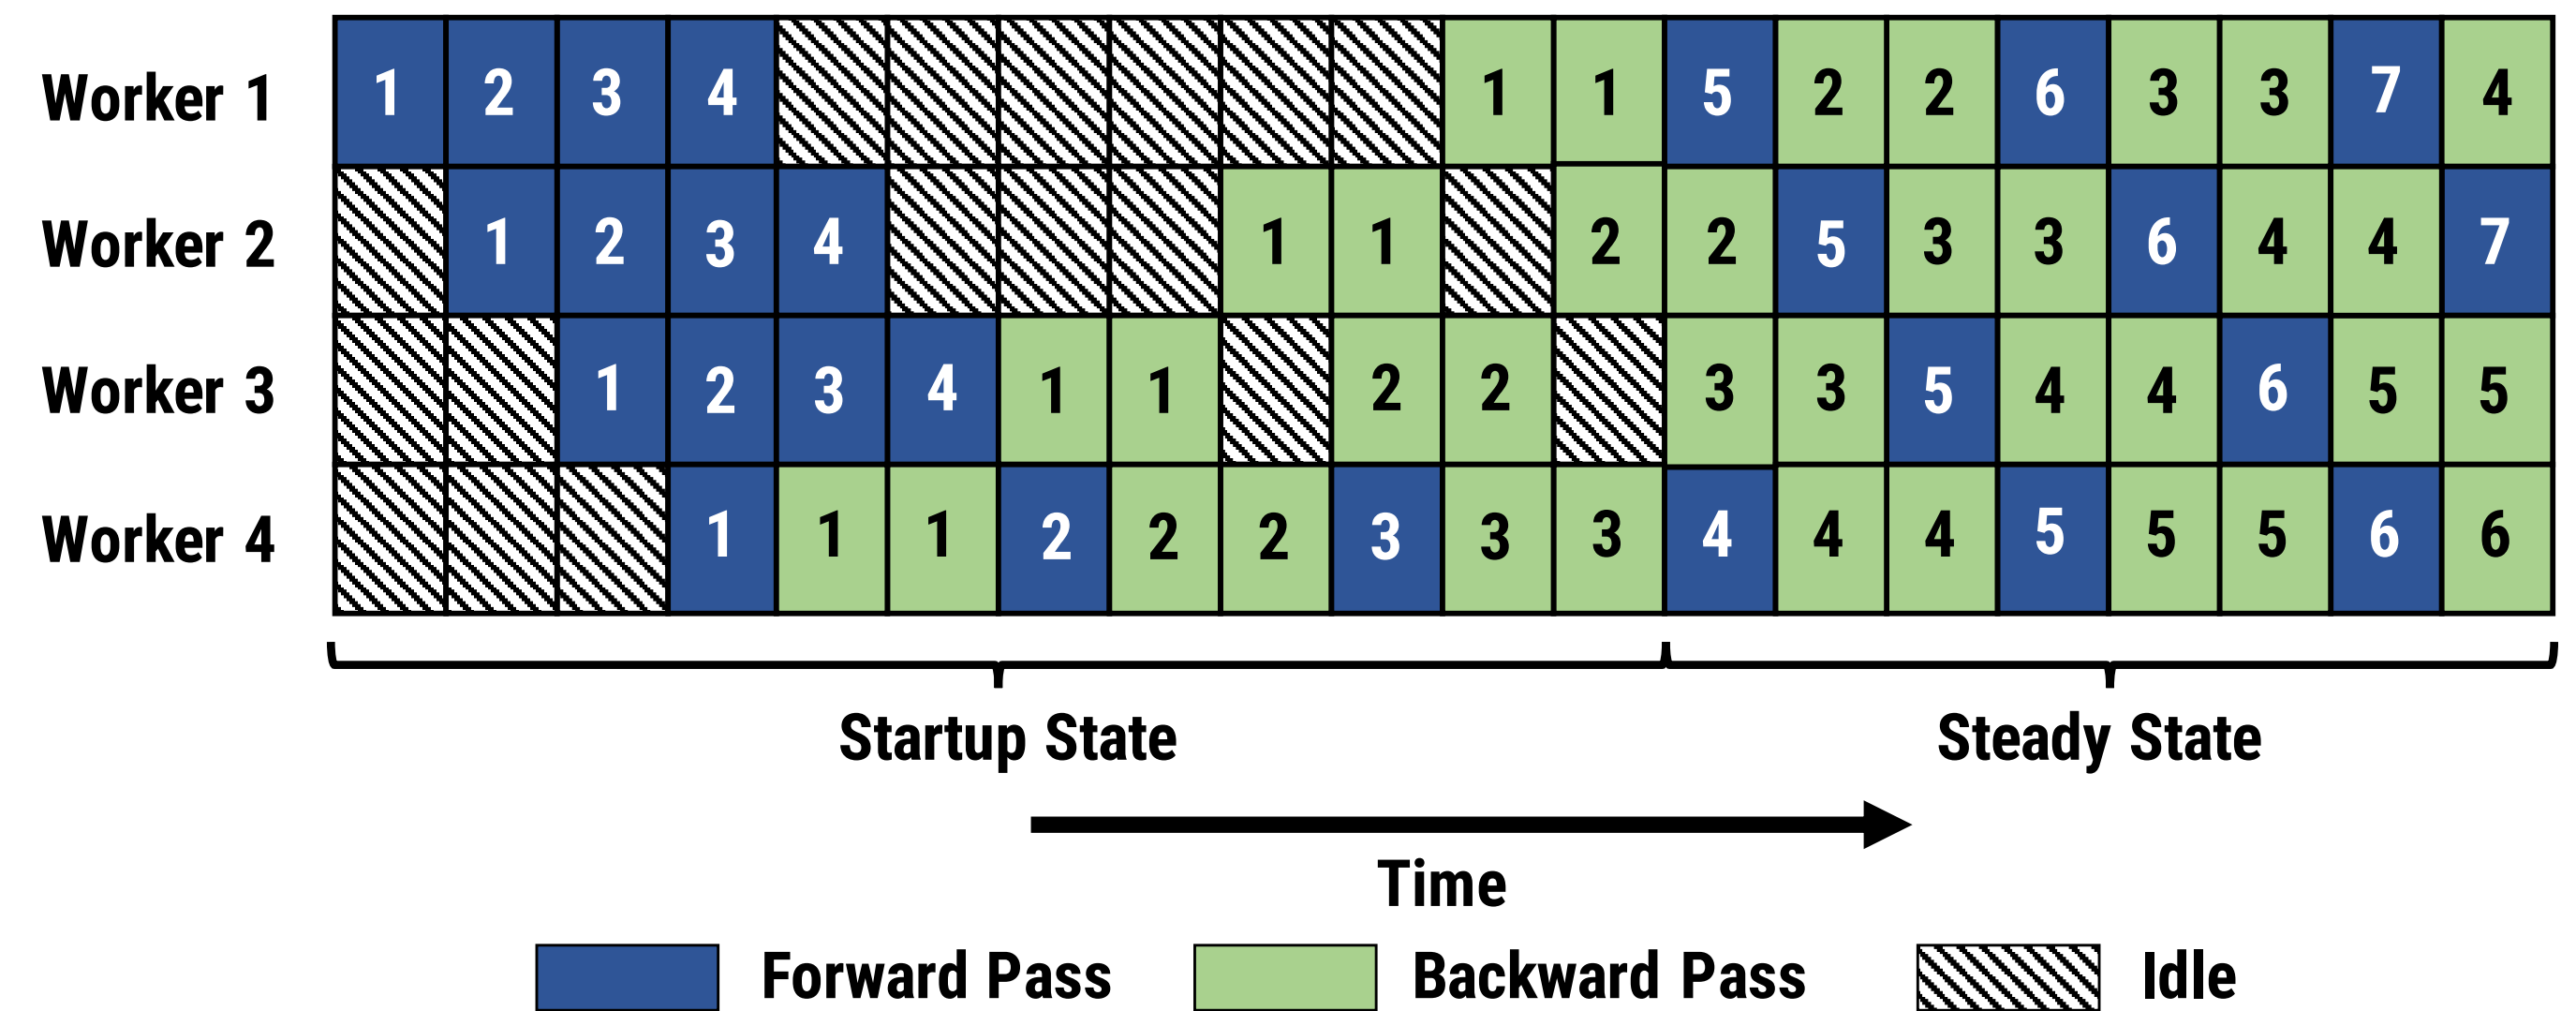 Worker 1 1 2 3 4 1 1 5 2 2 6 3 3 7 4
Worker 2 1 2 3 4 1 1 2 2 5 3 3 6 4 4 7
Worker 3 1 2 3 4 1 1 2 2 3 3 5 4 4 6 5 5
Worker 4 1 1 1 2 2 2 3 3 3 4 4 4 5 5 5 6 6
Startup State Steady State
Time
Forward Pass Backward Pass Idle